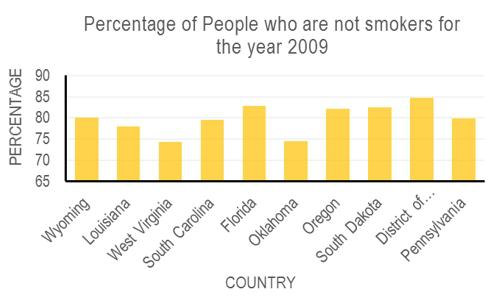 Percentage of People who are not smokers for
the year 2009
PERCENTAGE
90
85
80
75
70
65
Wyoming
Louisiana
West Virginia
South Carolina
Florida
Oklahoma
Oregon
South Dakota
District of…
Pennsylvania
COUNTRY